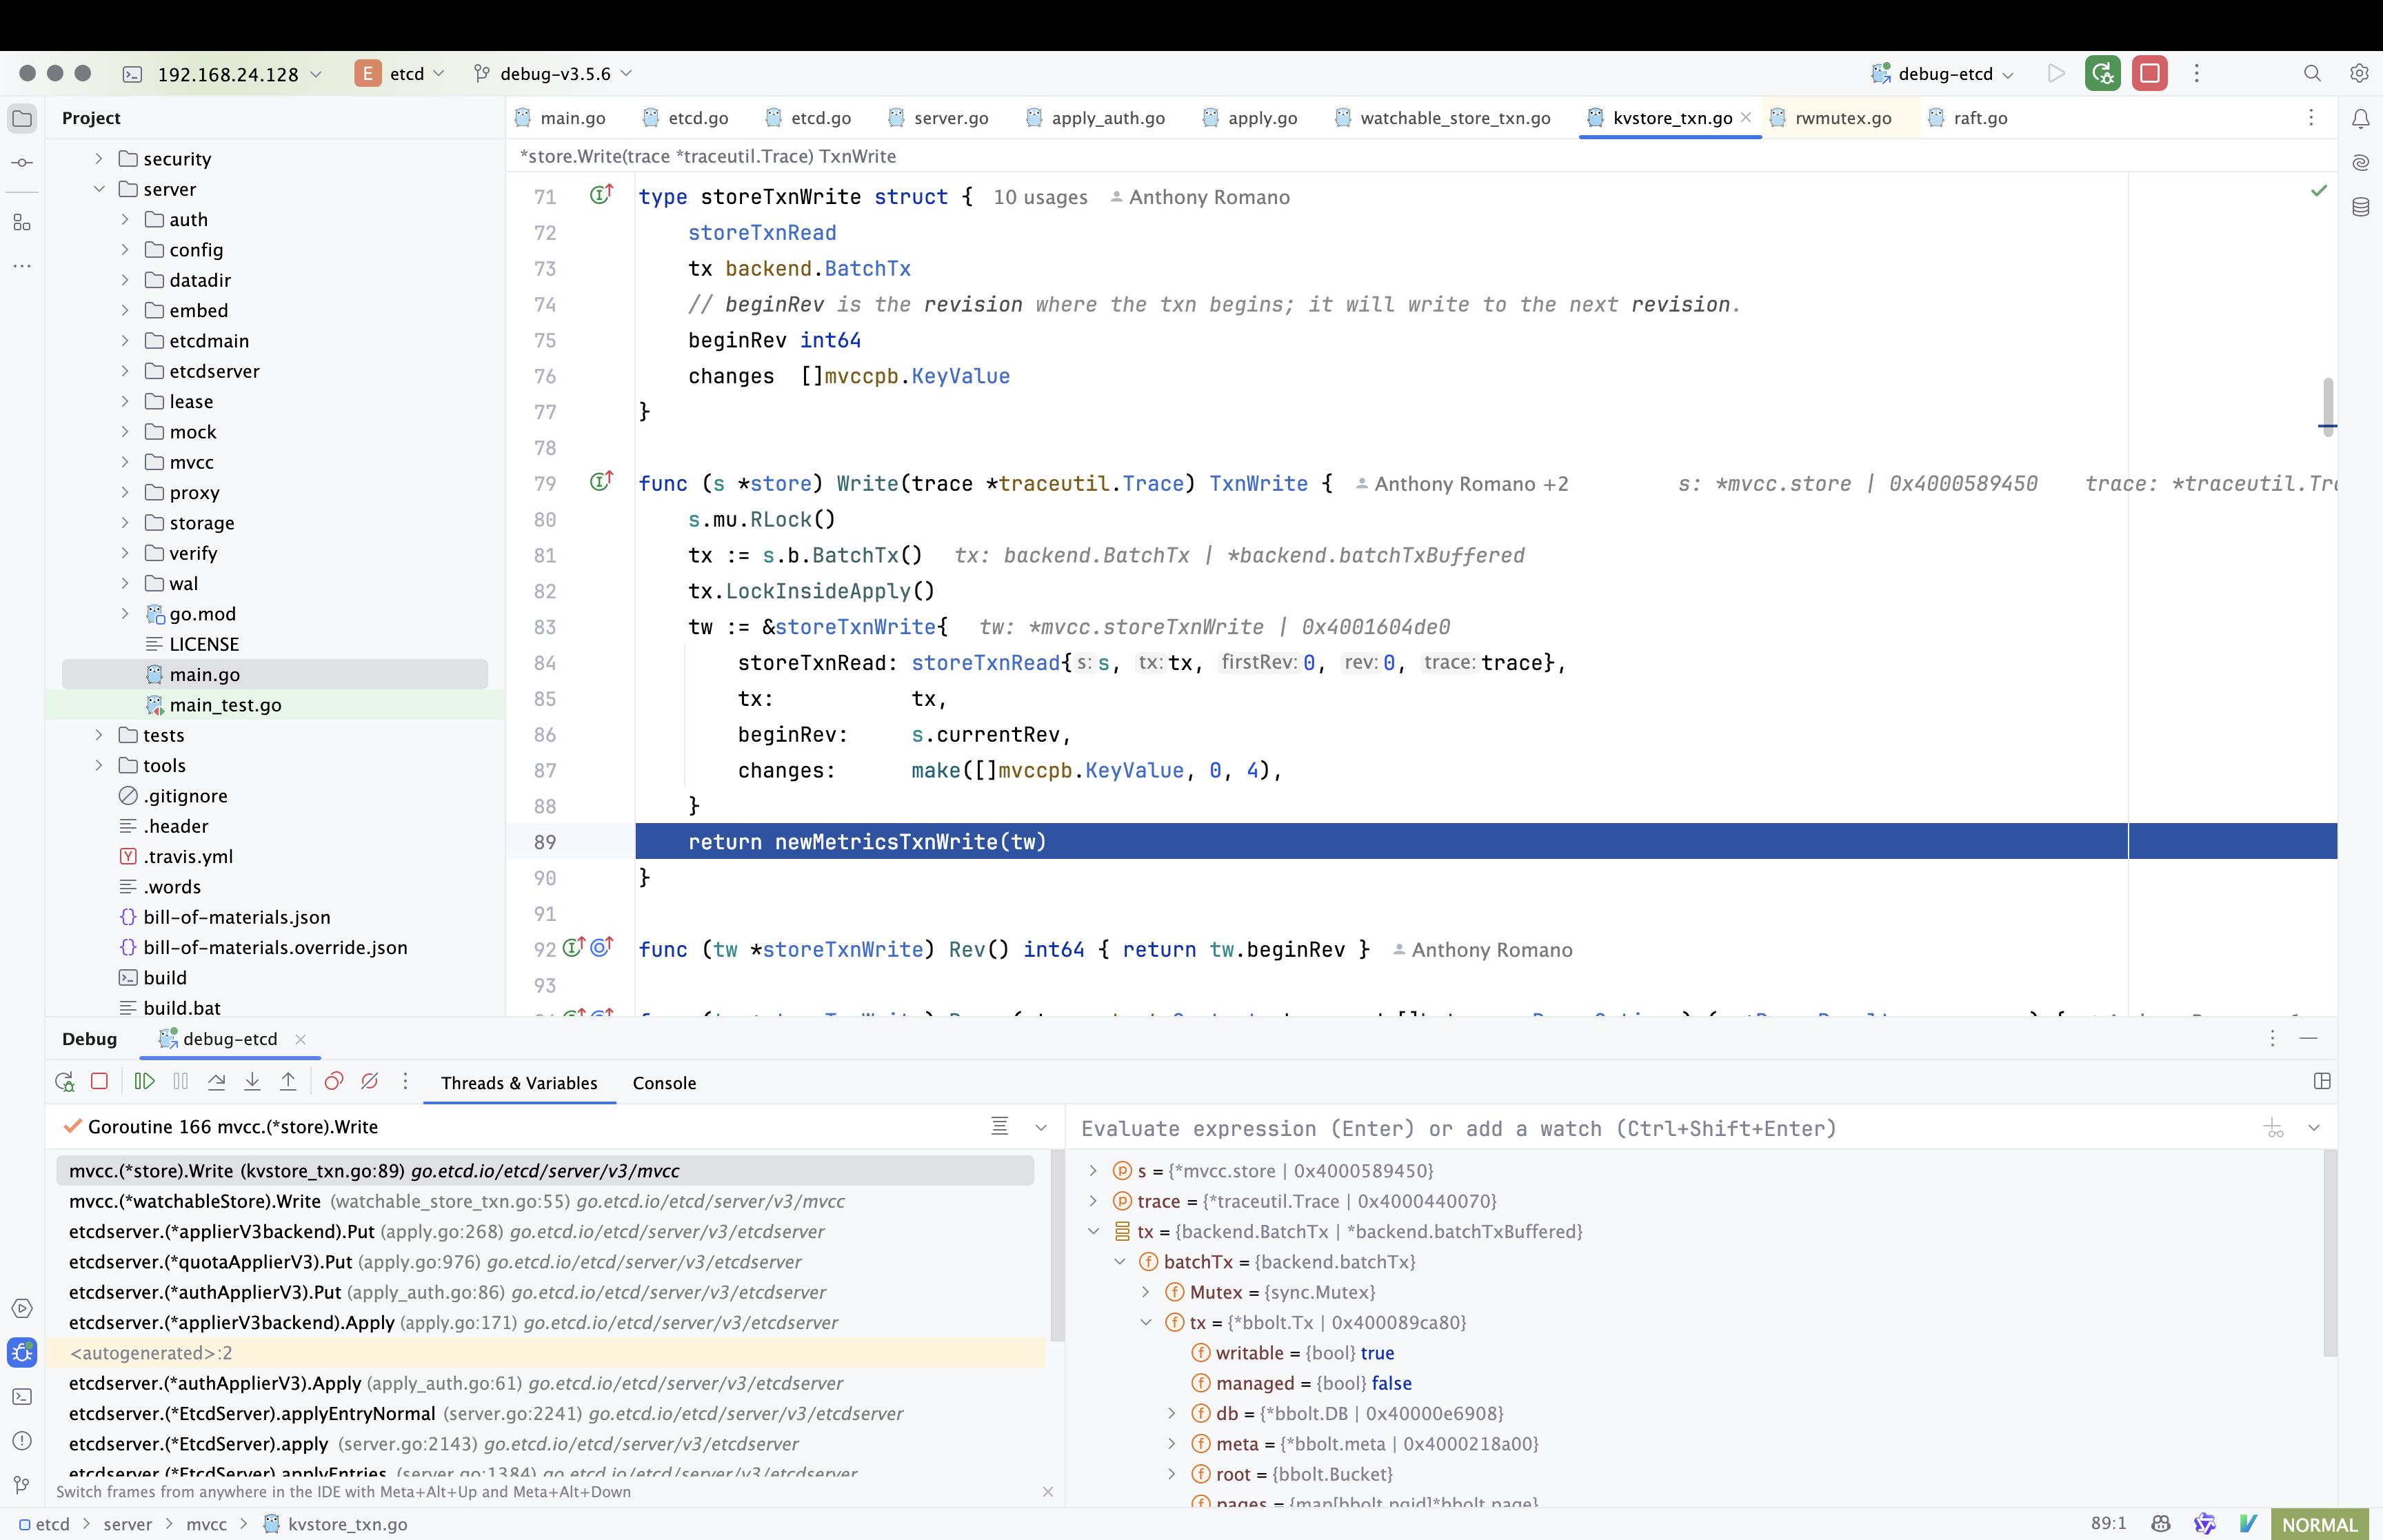 192.168.24.128
E etcd
debug-v3.5.6
debug-etcd
Project
main.go
etcd.go
etcd.go
server.go
apply_auth.go
apply.go
watchable_store_txn.go
kvstore_txn.go
rwmutex.go
raft.go
security
server
auth
config
datadir
embed
etcdmain
etcdserver
lease
mock
mvcc
proxy
storage
verify
wal
go.mod
LICENSE
main.go
main_test.go
tests
tools
.gitignore
.header
.travis.yml
.words
bill-of-materials.json
bill-of-materials.override.json
build
build.bat
*store.Write(trace *traceutil.Trace) TxnWrite
71 type storeTxnWrite struct { 10 usages Anthony Romano
72 storeTxnRead
73 tx backend.BatchTx
74 // beginRev is the revision where the txn begins; it will write to the next revision.
75 beginRev int64
76 changes []mvccpb.KeyValue
77 }
78
79 func (s *store) Write(trace *traceutil.Trace) TxnWrite { Anthony Romano +2 s: *mvcc.store | 0x4000589450 trace: *traceutil.Tra
80 s.mu.RLock()
81 tx := s.b.BatchTx() tx: backend.BatchTx | *backend.batchTxBuffered
82 tx.LockInsideApply()
83 tw := &storeTxnWrite{ tw: *mvcc.storeTxnWrite | 0x4001604de0
84 storeTxnRead: storeTxnRead{ s: s, tx: tx, firstRev: 0, rev: 0, trace: trace},
85 tx: tx,
86 beginRev: s.currentRev,
87 changes: make([]mvccpb.KeyValue, 0, 4),
88 }
89 return newMetricsTxnWrite(tw)
90 }
91
92 func (tw *storeTxnWrite) Rev() int64 { return tw.beginRev } Anthony Romano
93
Debug
debug-etcd
Threads & Variables
Console
Goroutine 166 mvcc.(*store).Write
mvcc.(*store).Write (kvstore_txn.go:89) go.etcd.io/etcd/server/v3/mvcc
mvcc.(*watchableStore).Write (watchable_store_txn.go:55) go.etcd.io/etcd/server/v3/mvcc
etcdserver.(*applierV3backend).Put (apply.go:268) go.etcd.io/etcd/server/v3/etcdserver
etcdserver.(*quotaApplierV3).Put (apply.go:976) go.etcd.io/etcd/server/v3/etcdserver
etcdserver.(*authApplierV3).Put (apply_auth.go:86) go.etcd.io/etcd/server/v3/etcdserver
etcdserver.(*applierV3backend).Apply (apply.go:171) go.etcd.io/etcd/server/v3/etcdserver
<autogenerated>:2
etcdserver.(*authApplierV3).Apply (apply_auth.go:61) go.etcd.io/etcd/server/v3/etcdserver
etcdserver.(*EtcdServer).applyEntryNormal (server.go:2241) go.etcd.io/etcd/server/v3/etcdserver
etcdserver.(*EtcdServer).apply (server.go:2143) go.etcd.io/etcd/server/v3/etcdserver
etcdserver.(*EtcdServer).applyEntries (server.go:1384) go.etcd.io/etcd/server/v3/etcdserver
Switch frames from anywhere in the IDE with Meta+Alt+Up and Meta+Alt+Down
Evaluate expression (Enter) or add a watch (Ctrl+Shift+Enter)
s = {*mvcc.store | 0x4000589450}
trace = {*traceutil.Trace | 0x4000440070}
tx = {backend.BatchTx | *backend.batchTxBuffered}
batchTx = {backend.batchTx}
Mutex = {sync.Mutex}
tx = {*bbolt.Tx | 0x400089ca80}
writable = {bool} true
managed = {bool} false
db = {*bbolt.DB | 0x40000e6908}
meta = {*bbolt.meta | 0x4000218a00}
root = {bbolt.Bucket}
pages = {map[bbolt.pgid]*bbolt.page}
etcd > server > mvcc > kvstore_txn.go
89:1
NORMAL